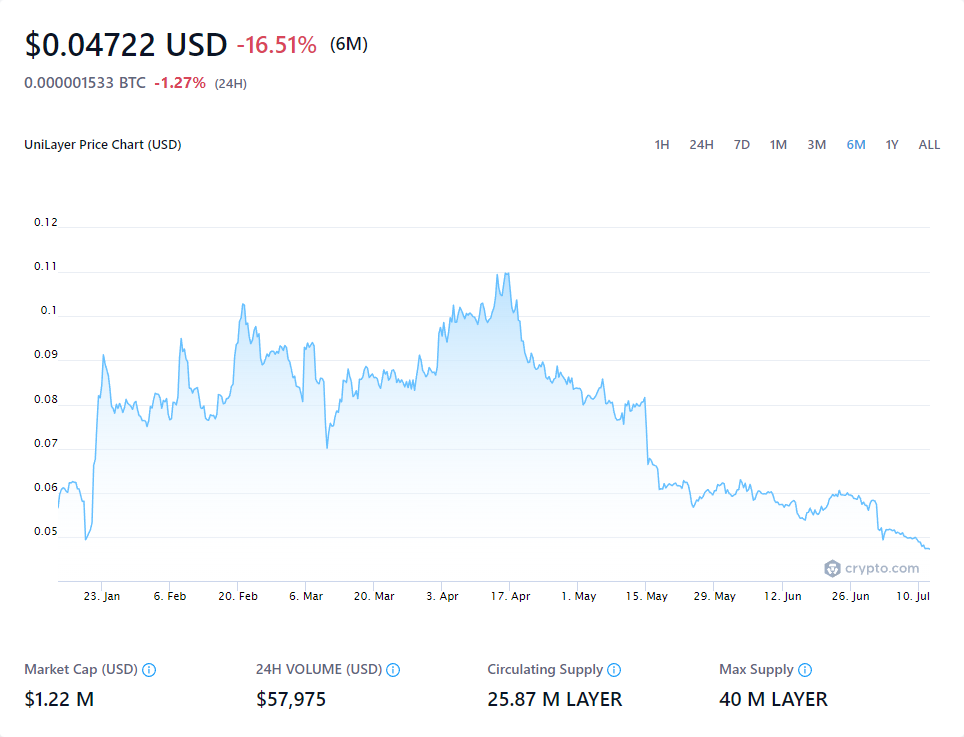 $0.04722 USD -16.51% (6M)
0.000001533 BTC -1.27% (24H)
UniLayer Price Chart (USD) 1H 24H 7D 1M 3M 6M 1Y ALL
0.12
0.11
0.1
0.09
0.08
0.07
0.06
0.05
crypto.com
23. Jan 6. Feb 20. Feb 6. Mar 20. Mar 3. Apr 17. Apr 1. May 15. May 29. May 12. Jun 26. Jun 10. Jul
Market Cap (USD) 24H VOLUME (USD) Circulating Supply Max Supply
$1.22 M $57,975 25.87 M LAYER 40 M LAYER